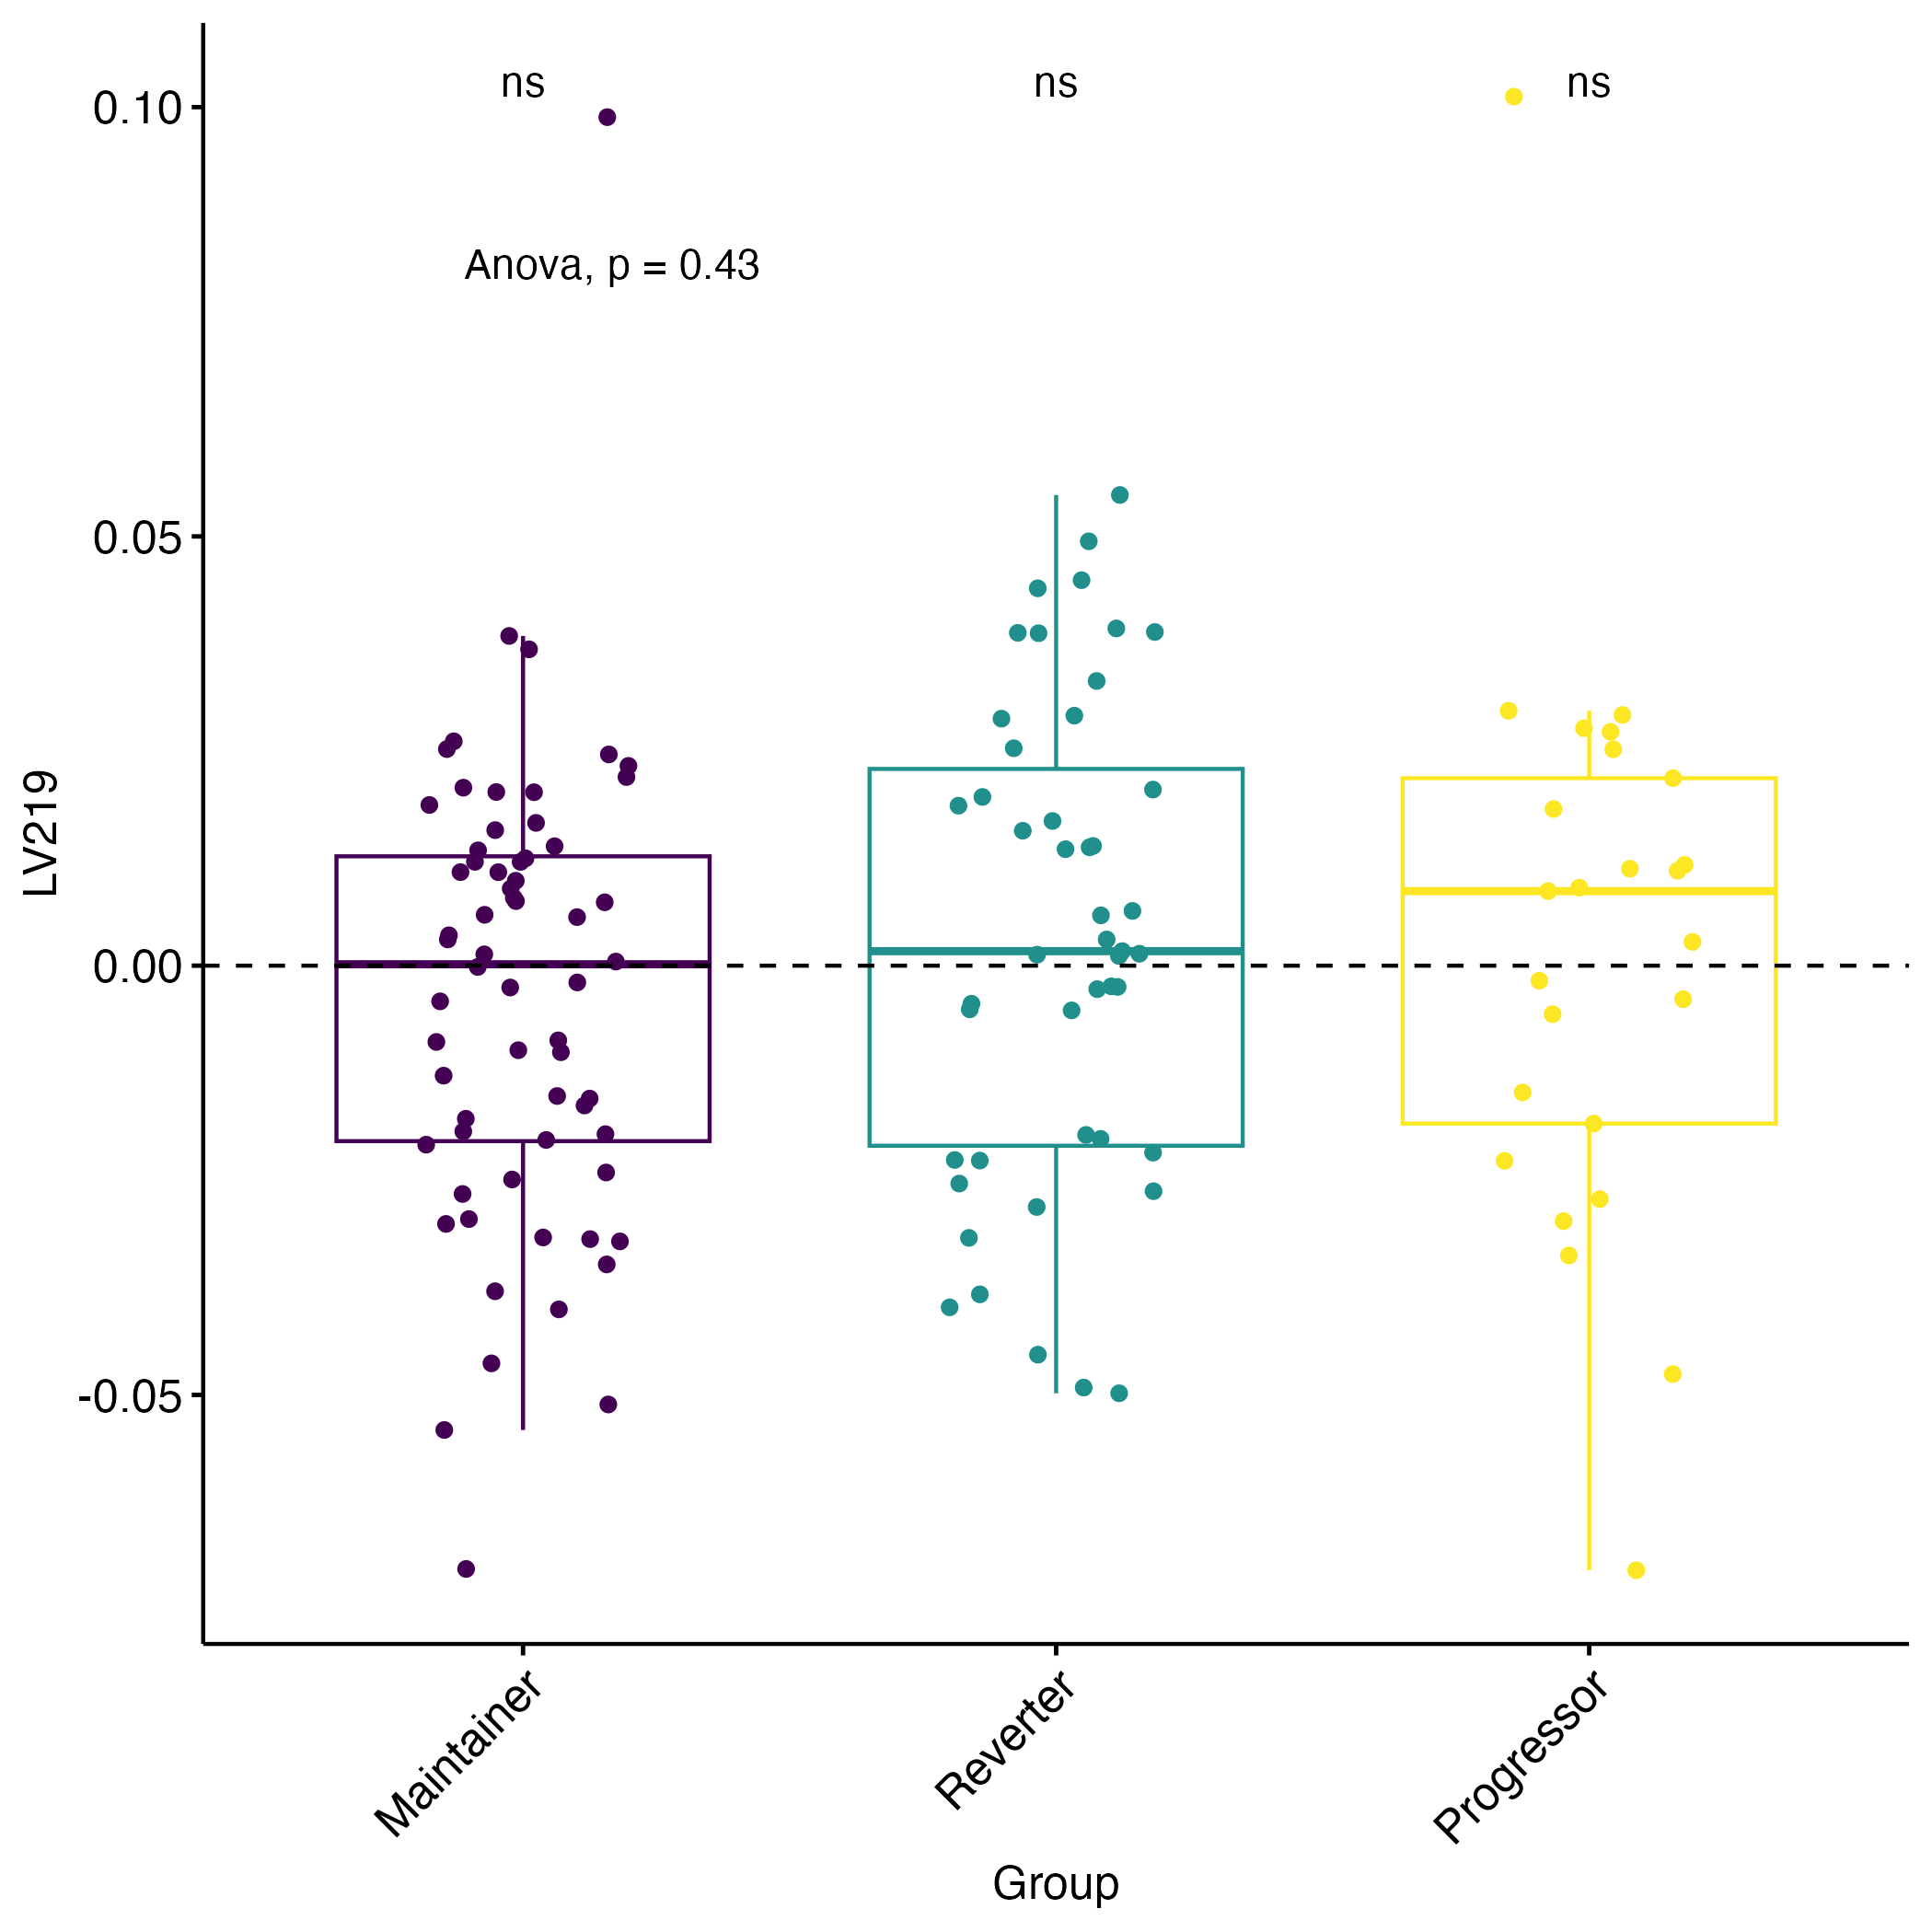 ns ns ns
0.10
Anova, p = 0.43
0.05
LV219
0.00
-0.05
Maintainer Reverter Progressor
Group